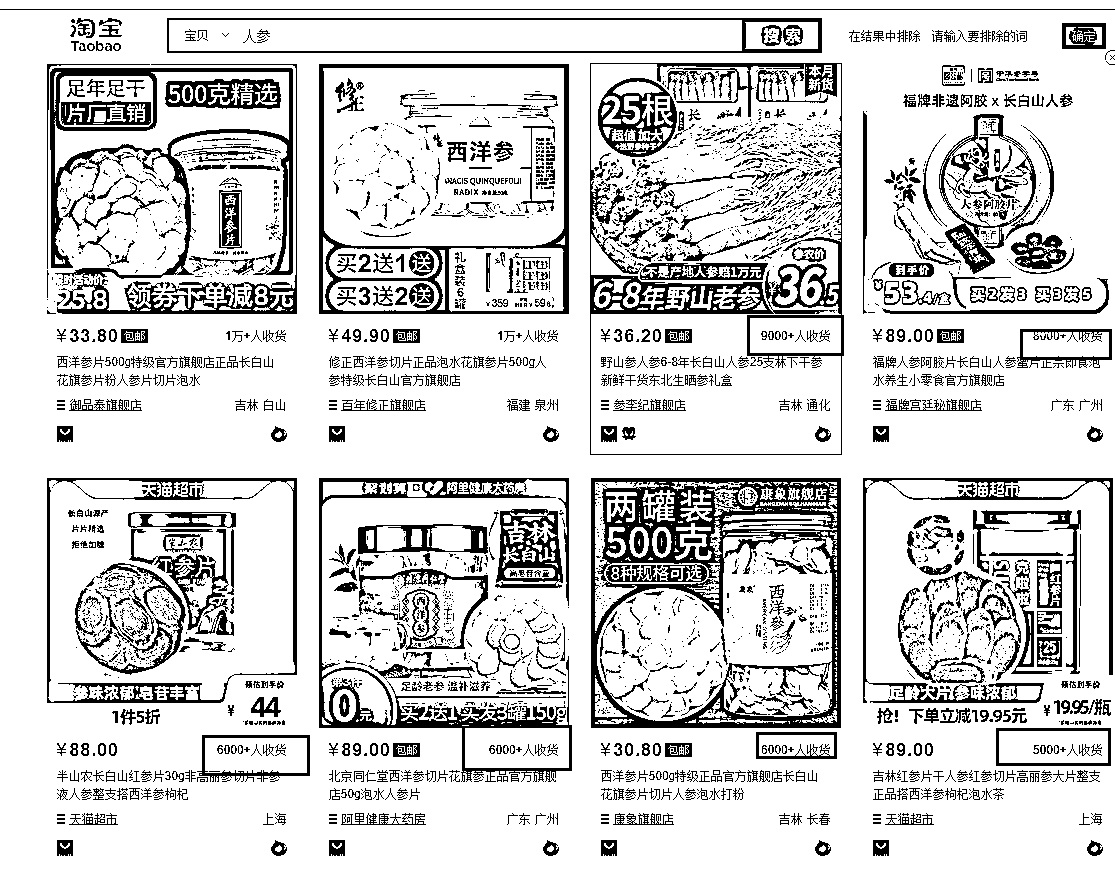 淘宝
Taobao
宝贝 人参
搜索
在结果中排除 请输入要排除的词
确定
足年足干
片厂直销
500克精选
西洋参片
25.8 领券下单减8元
¥33.80 包邮 1万+人收货
西洋参片500g特级官方旗舰店正品长白山
花旗参片粉人参片切片泡水
御品泰旗舰店 吉林 白山
修正
西洋参
RADIX
买2送1送
买3送2送
礼盒装6罐
¥359
¥49.90 包邮 1万+人收货
修正西洋参切片正品泡水花旗参片500g人
参特级长白山官方旗舰店
百年修正旗舰店 福建 泉州
本月新货
25根
超值加大
不是产地人参赔1万元
6-8年野山老参
36.5
¥36.20 包邮 9000+人收货
野山参人参6-8年长白山人参25支林下干参
新鲜干货东北生晒参礼盒
参李纪旗舰店 吉林 通化
福牌非遗阿胶 x 长白山人参
人参阿胶片
到手价
¥53.4/盒
买2发3 买3发5
¥89.00 包邮 8000+人收货
福牌人参阿胶片长白山人参蜜片正宗即食泡
水养生小零食官方旗舰店
福牌宫廷秘旗舰店 广东 广州
天猫超市
长白山源产
片片精选
拒绝加糖
红参片
参味浓郁 皂苷丰富
1件5折
预估到手价
¥44
¥88.00 6000+人收货
半山农长白山红参片30g非高丽参切片非参
液人参整支搭西洋参枸杞
天猫超市 上海
阿里健康大药房
吉林
长白山
西洋参
足龄老参 温补滋养
第3件
0元
买2送1 实发3罐150g
¥89.00 包邮 6000+人收货
北京同仁堂西洋参切片花旗参正品官方旗舰
店50g泡水人参片
阿里健康大药房 广东 广州
两罐装
500克
8种规格可选
康象旗舰店
西洋参
¥30.80 包邮 6000+人收货
西洋参片500g特级正品官方旗舰店长白山
花旗参片切片人参泡水打粉
康象旗舰店 吉林 长春
天猫超市
红参片
25
足龄大片 参味浓郁
预估到手价
抢！下单立减19.95元
¥19.95/瓶
¥89.00 5000+人收货
吉林红参片干人参红参切片高丽参大片整支
正品搭西洋参枸杞泡水茶
天猫超市 上海